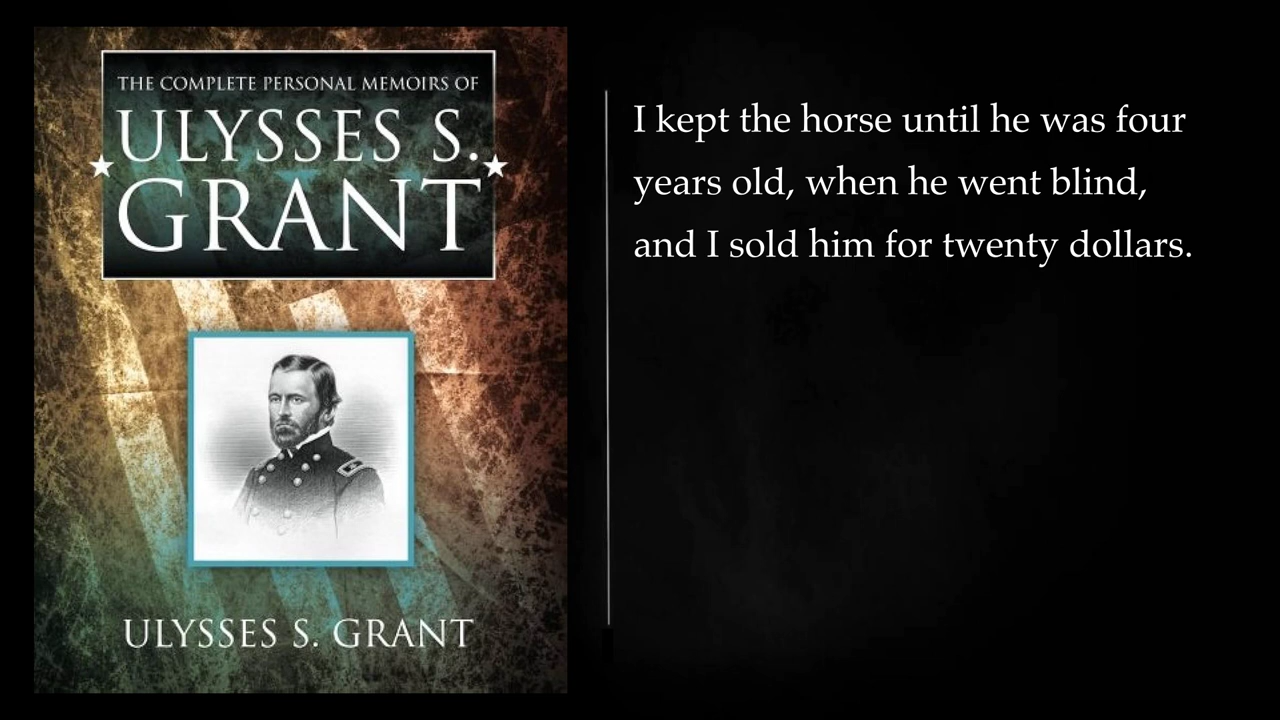 THE COMPLETE PERSONAL MEMOIRS OF
ULYSSES S.
GRANT
ULYSSES S. GRANT
I kept the horse until he was four
years old, when he went blind,
and I sold him for twenty dollars.